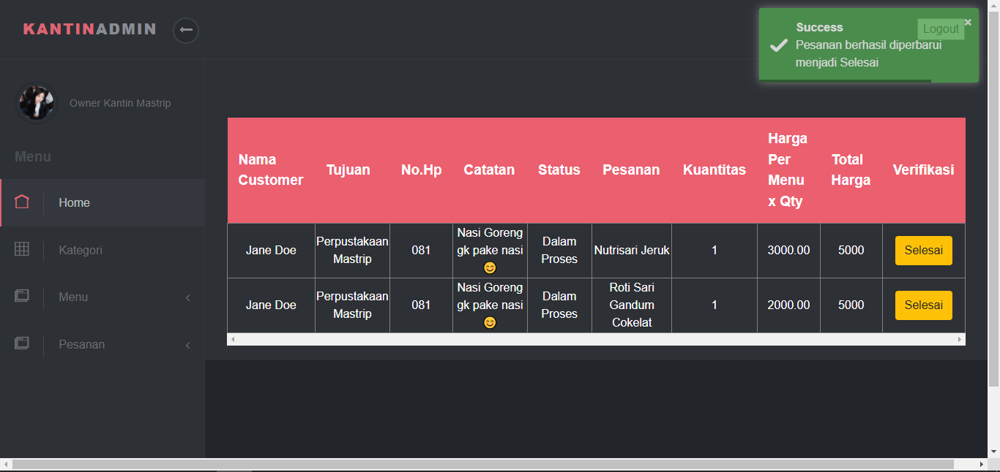 KANTINADMIN
Success
Logout
×
Pesanan berhasil diperbarui
menjadi Selesai
Owner Kantin Mastrip
Menu
Home
Kategori
Menu
Pesanan
Nama
Customer
Tujuan
No.Hp
Catatan
Status
Pesanan
Kuantitas
Harga
Per
Menu
x Qty
Total
Harga
Verifikasi
Jane Doe
Perpustakaan
Mastrip
081
Nasi Goreng
gk pake nasi
😊
Dalam
Proses
Nutrisari Jeruk
1
3000.00
5000
Selesai
Jane Doe
Perpustakaan
Mastrip
081
Nasi Goreng
gk pake nasi
😊
Dalam
Proses
Roti Sari
Gandum
Cokelat
1
2000.00
5000
Selesai